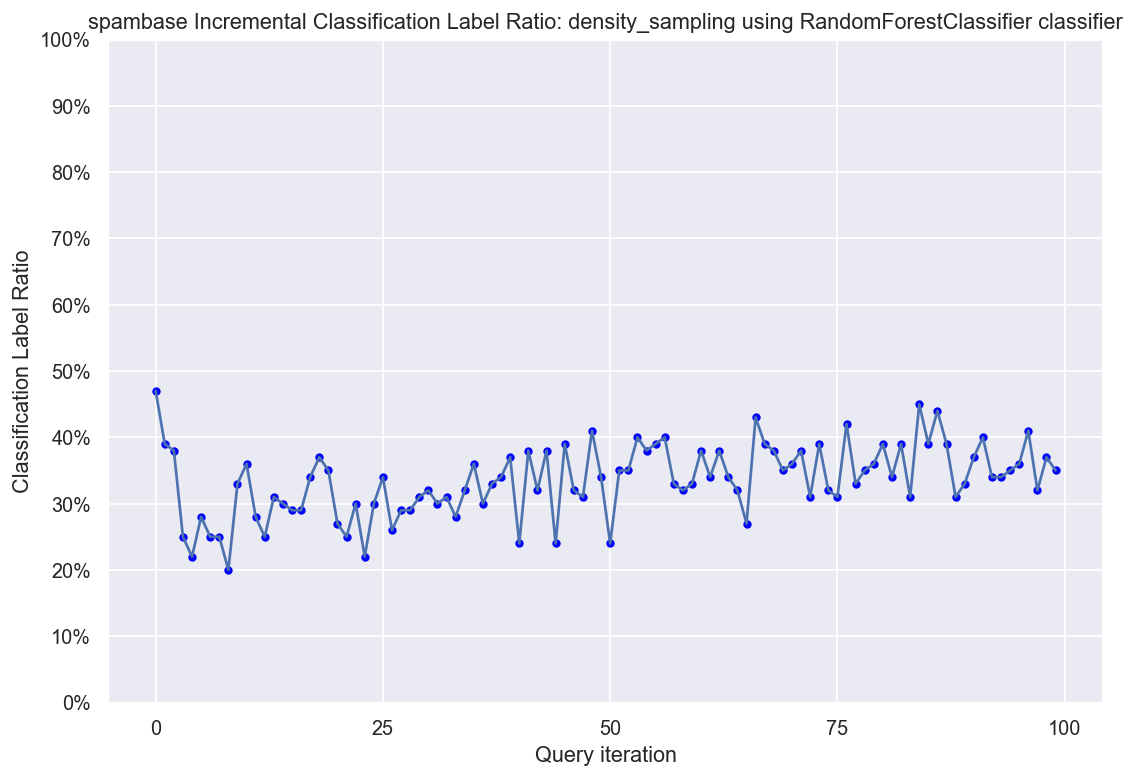 spambase Incremental Classification Label Ratio: density_sampling using RandomForestClassifier classifier
100%
90%
80%
70%
60%
50%
40%
30%
20%
10%
0%
Classification Label Ratio
0 25 50 75 100
Query iteration